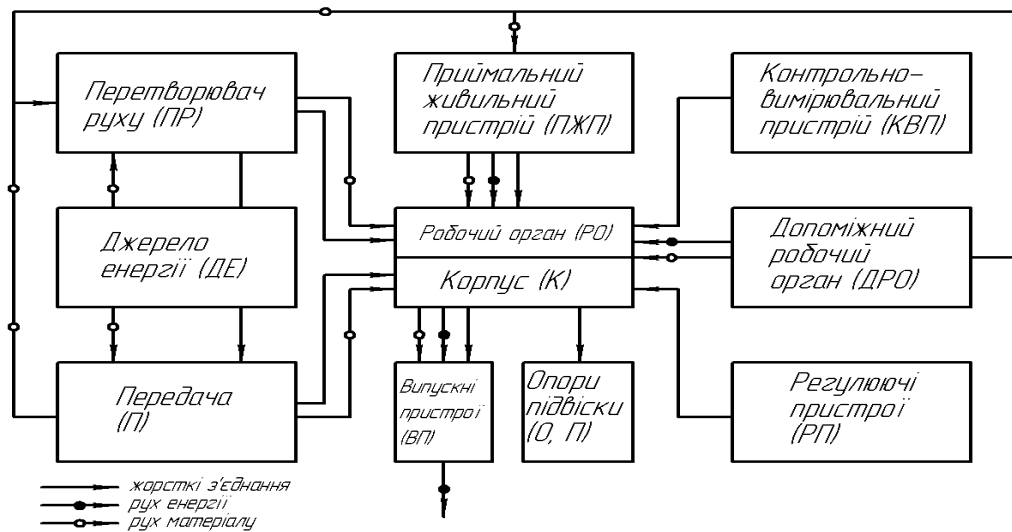 Перетворювач
руху (ПР)
Приймальний
живильний
пристрій (ПЖП)
Контрольно-
вимірювальний
пристрій (КВП)
Джерело
енергії (ДЕ)
Робочий орган (РО)
Корпус (К)
Допоміжний
робочий
орган (ДРО)
Передача
(П)
Випускні
пристрої
(ВП)
Опори
підвіски
(О, П)
Регулюючі
пристрої
(РП)
жорсткі з'єднання
рух енергії
рух матеріалу